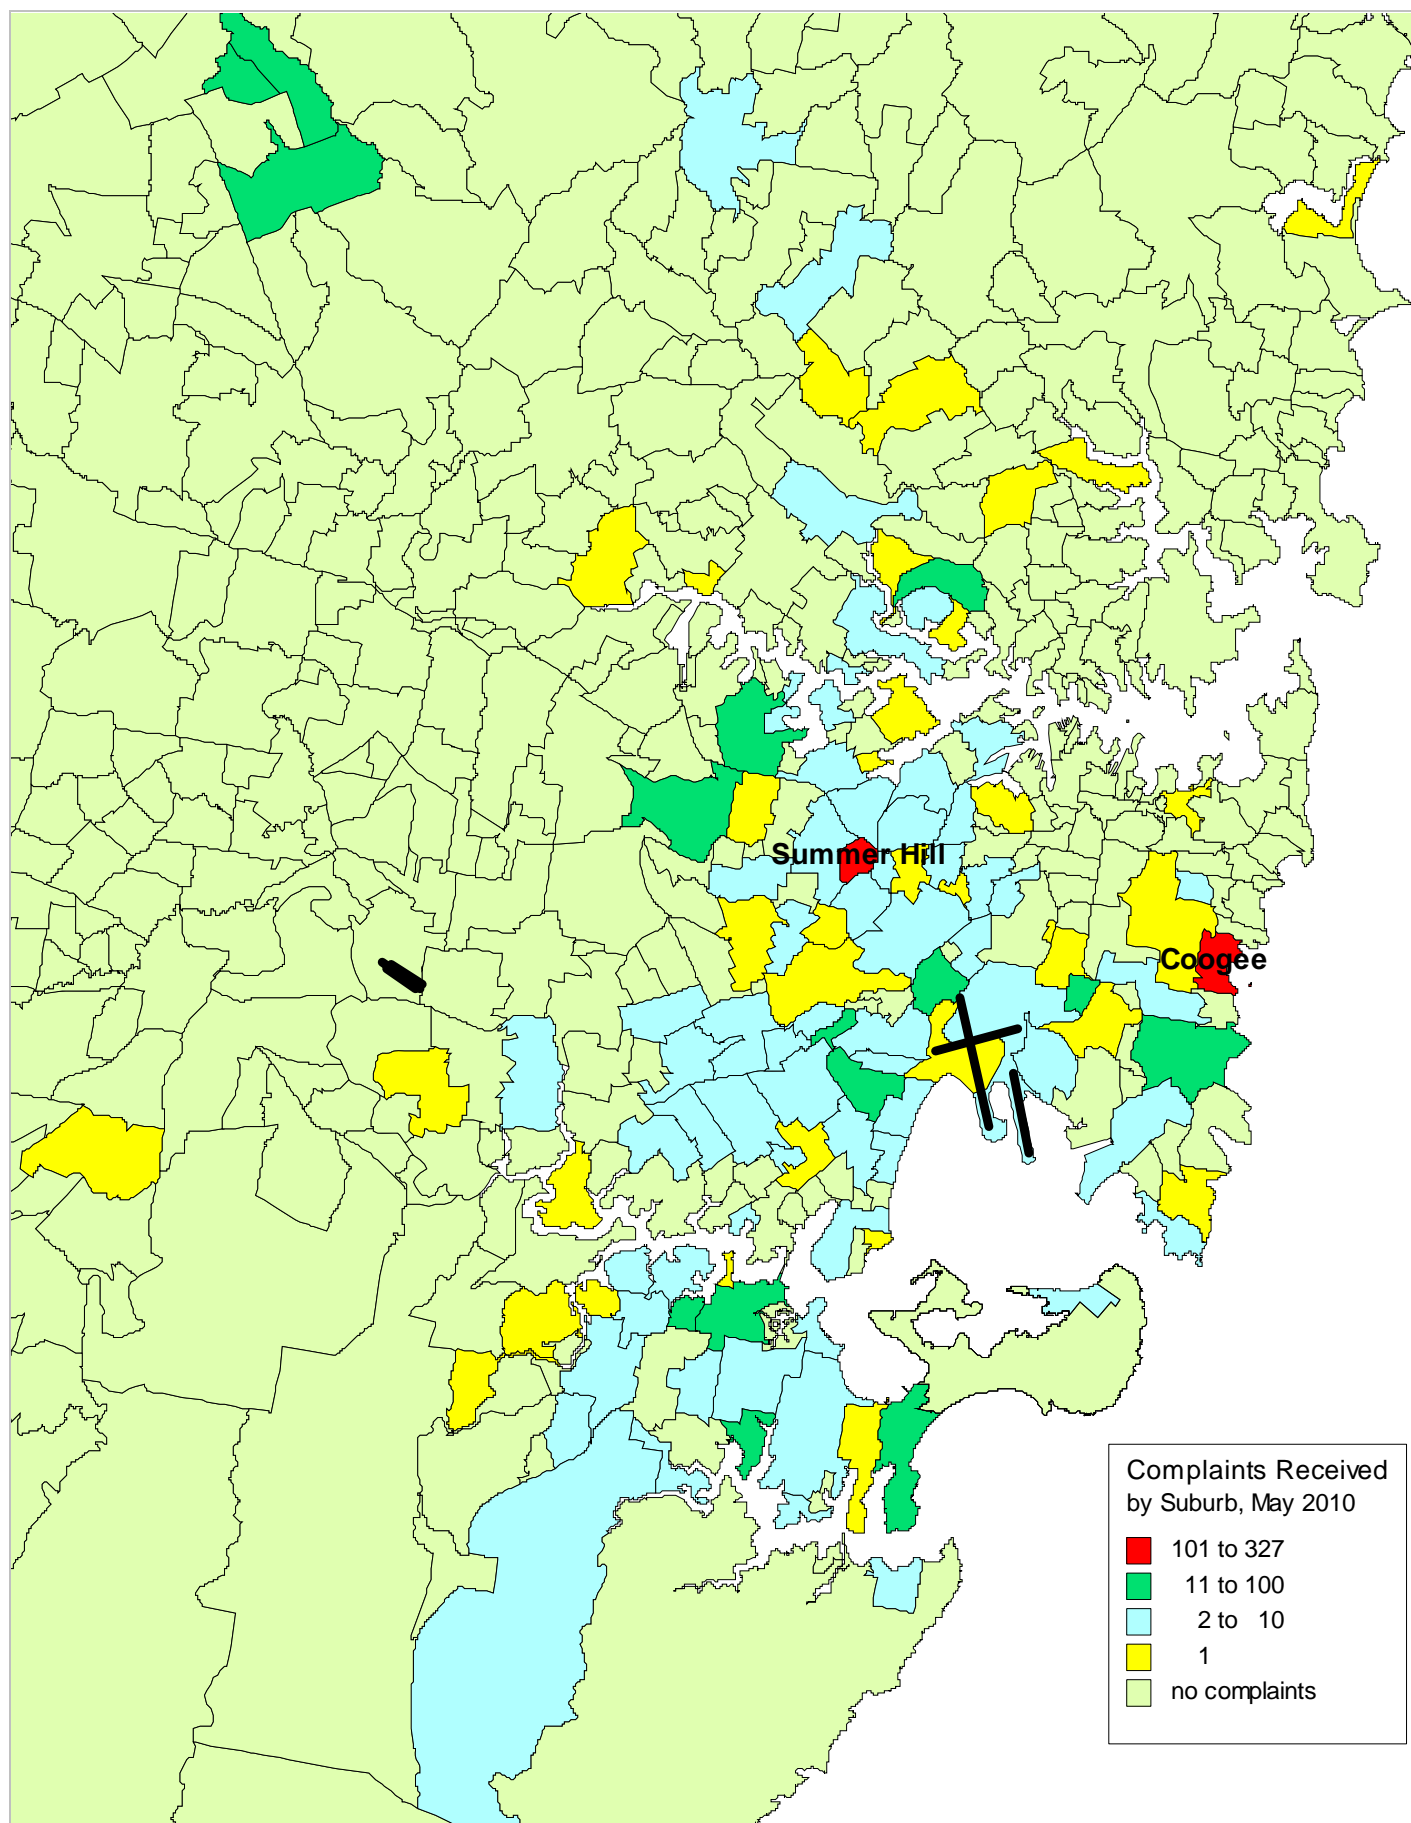 Summer Hill
Coogee
Complaints Received
by Suburb, May 2010
101 to 327
11 to 100
2 to 10
1
no complaints